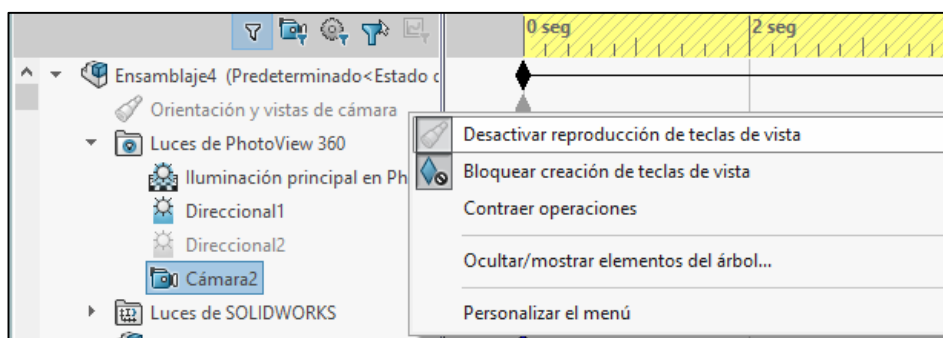 0 seg
2 seg
Ensamblaje4 (Predeterminado<Estado
Orientación y vistas de cámara
Luces de PhotoView 360
Iluminación principal en Ph
Direccional1
Direccional2
Cámara2
Luces de SOLIDWORKS
Desactivar reproducción de teclas de vista
Bloquear creación de teclas de vista
Contraer operaciones
Ocultar/mostrar elementos del árbol...
Personalizar el menú